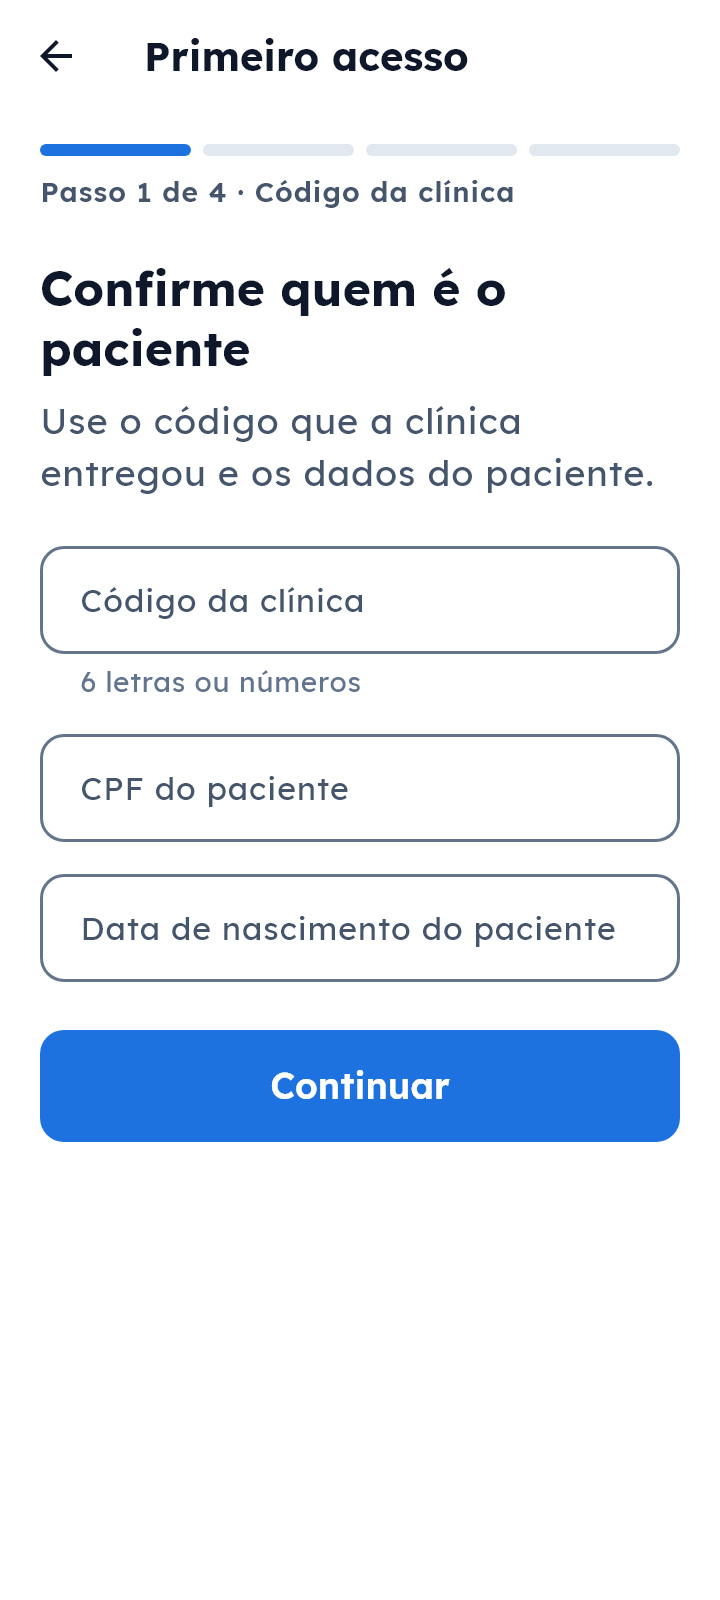 Primeiro acesso
Passo 1 de 4 · Código da clínica
Confirme quem é o
paciente
Use o código que a clínica
entregou e os dados do paciente.
Código da clínica
6 letras ou números
CPF do paciente
Data de nascimento do paciente
Continuar